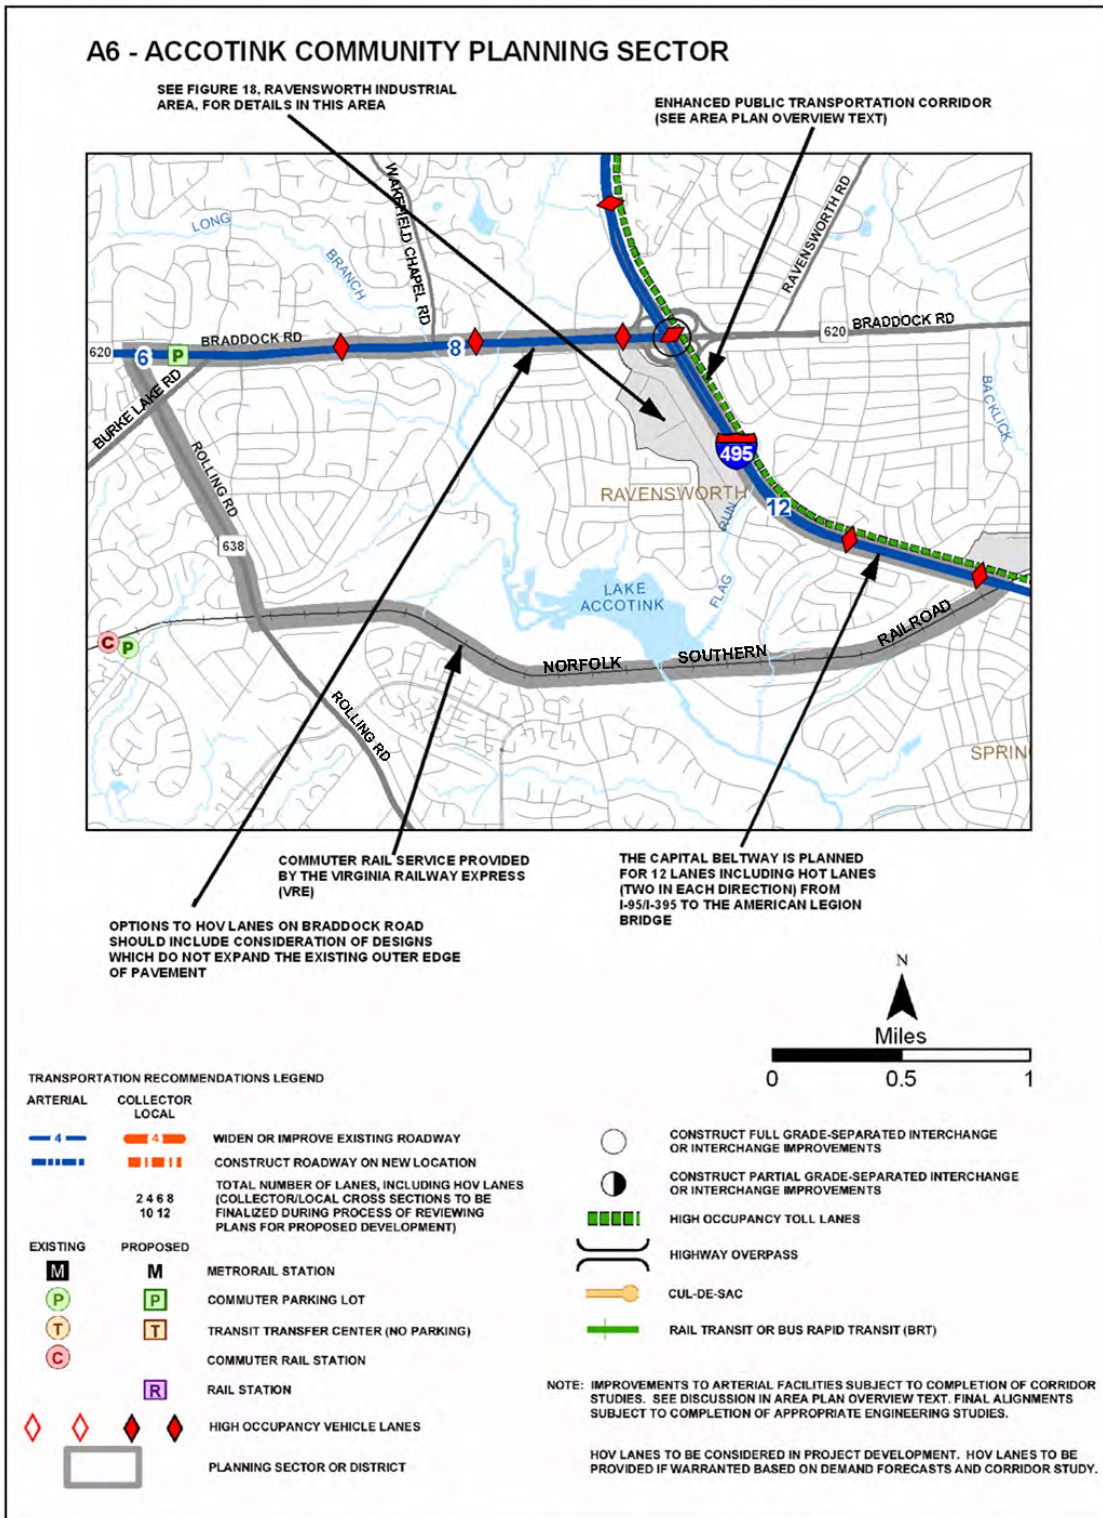 A6 - ACCOTINK COMMUNITY PLANNING SECTOR
SEE FIGURE 18, RAVENSWORTH INDUSTRIAL
AREA, FOR DETAILS IN THIS AREA
ENHANCED PUBLIC TRANSPORTATION CORRIDOR
(SEE AREA PLAN OVERVIEW TEXT)
WAKEFIELD CHAPEL RD
RAVENSWORTH RD
LONG
BRANCH
BRADDOCK RD
620
BRADDOCK RD
620
6
P
8
BURKE LAKE RD
BACKLICK
ROLLING RD
495
RAVENSWORTH
12
RUN
638
FLAG
LAKE
ACCOTINK
C
P
NORFOLK
SOUTHERN
RAILROAD
ROLLING RD
SPRIN
COMMUTER RAIL SERVICE PROVIDED
BY THE VIRGINIA RAILWAY EXPRESS
(VRE)
THE CAPITAL BELTWAY IS PLANNED
FOR 12 LANES INCLUDING HOT LANES
(TWO IN EACH DIRECTION) FROM
I-95/I-395 TO THE AMERICAN LEGION
BRIDGE
OPTIONS TO HOV LANES ON BRADDOCK ROAD
SHOULD INCLUDE CONSIDERATION OF DESIGNS
WHICH DO NOT EXPAND THE EXISTING OUTER EDGE
OF PAVEMENT
N
Miles
0 0.5 1
TRANSPORTATION RECOMMENDATIONS LEGEND
ARTERIAL COLLECTOR
LOCAL
4 4 WIDEN OR IMPROVE EXISTING ROADWAY
CONSTRUCT ROADWAY ON NEW LOCATION
TOTAL NUMBER OF LANES, INCLUDING HOV LANES
2 4 6 8 (COLLECTOR/LOCAL CROSS SECTIONS TO BE
10 12 FINALIZED DURING PROCESS OF REVIEWING
PLANS FOR PROPOSED DEVELOPMENT)
EXISTING PROPOSED
M M METRORAIL STATION
P P COMMUTER PARKING LOT
T T TRANSIT TRANSFER CENTER (NO PARKING)
C COMMUTER RAIL STATION
R RAIL STATION
HIGH OCCUPANCY VEHICLE LANES
PLANNING SECTOR OR DISTRICT
CONSTRUCT FULL GRADE-SEPARATED INTERCHANGE
OR INTERCHANGE IMPROVEMENTS
CONSTRUCT PARTIAL GRADE-SEPARATED INTERCHANGE
OR INTERCHANGE IMPROVEMENTS
HIGH OCCUPANCY TOLL LANES
HIGHWAY OVERPASS
CUL-DE-SAC
RAIL TRANSIT OR BUS RAPID TRANSIT (BRT)
NOTE: IMPROVEMENTS TO ARTERIAL FACILITIES SUBJECT TO COMPLETION OF CORRIDOR
STUDIES. SEE DISCUSSION IN AREA PLAN OVERVIEW TEXT. FINAL ALIGNMENTS
SUBJECT TO COMPLETION OF APPROPRIATE ENGINEERING STUDIES.
HOV LANES TO BE CONSIDERED IN PROJECT DEVELOPMENT. HOV LANES TO BE
PROVIDED IF WARRANTED BASED ON DEMAND FORECASTS AND CORRIDOR STUDY.